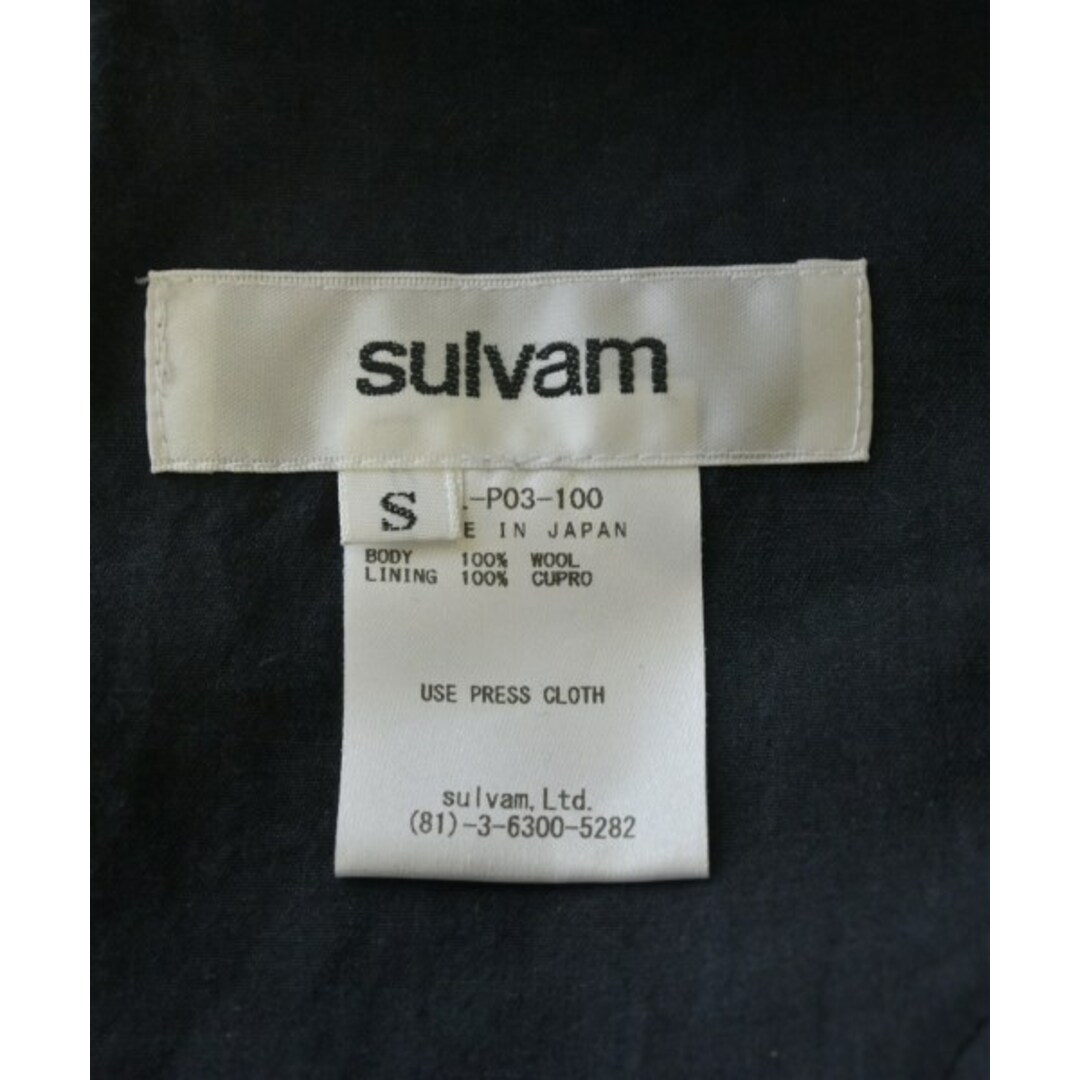 sulvam
S
-P03-100
E IN JAPAN
BODY 100% WOOL
LINING 100% CUPRO
USE PRESS CLOTH
sulvam,Ltd.
(81)-3-6300-5282